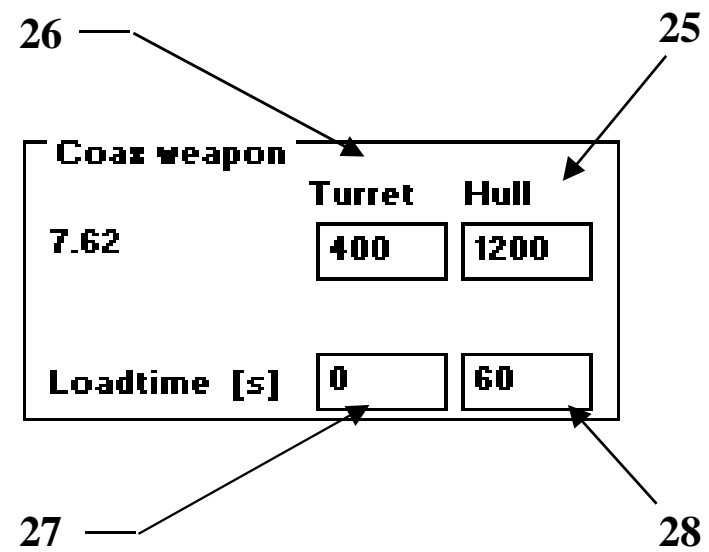 26 25
Coax weapon
Turret Hull
7.62 400 1200
Loadtime [s] 0 60
27 28